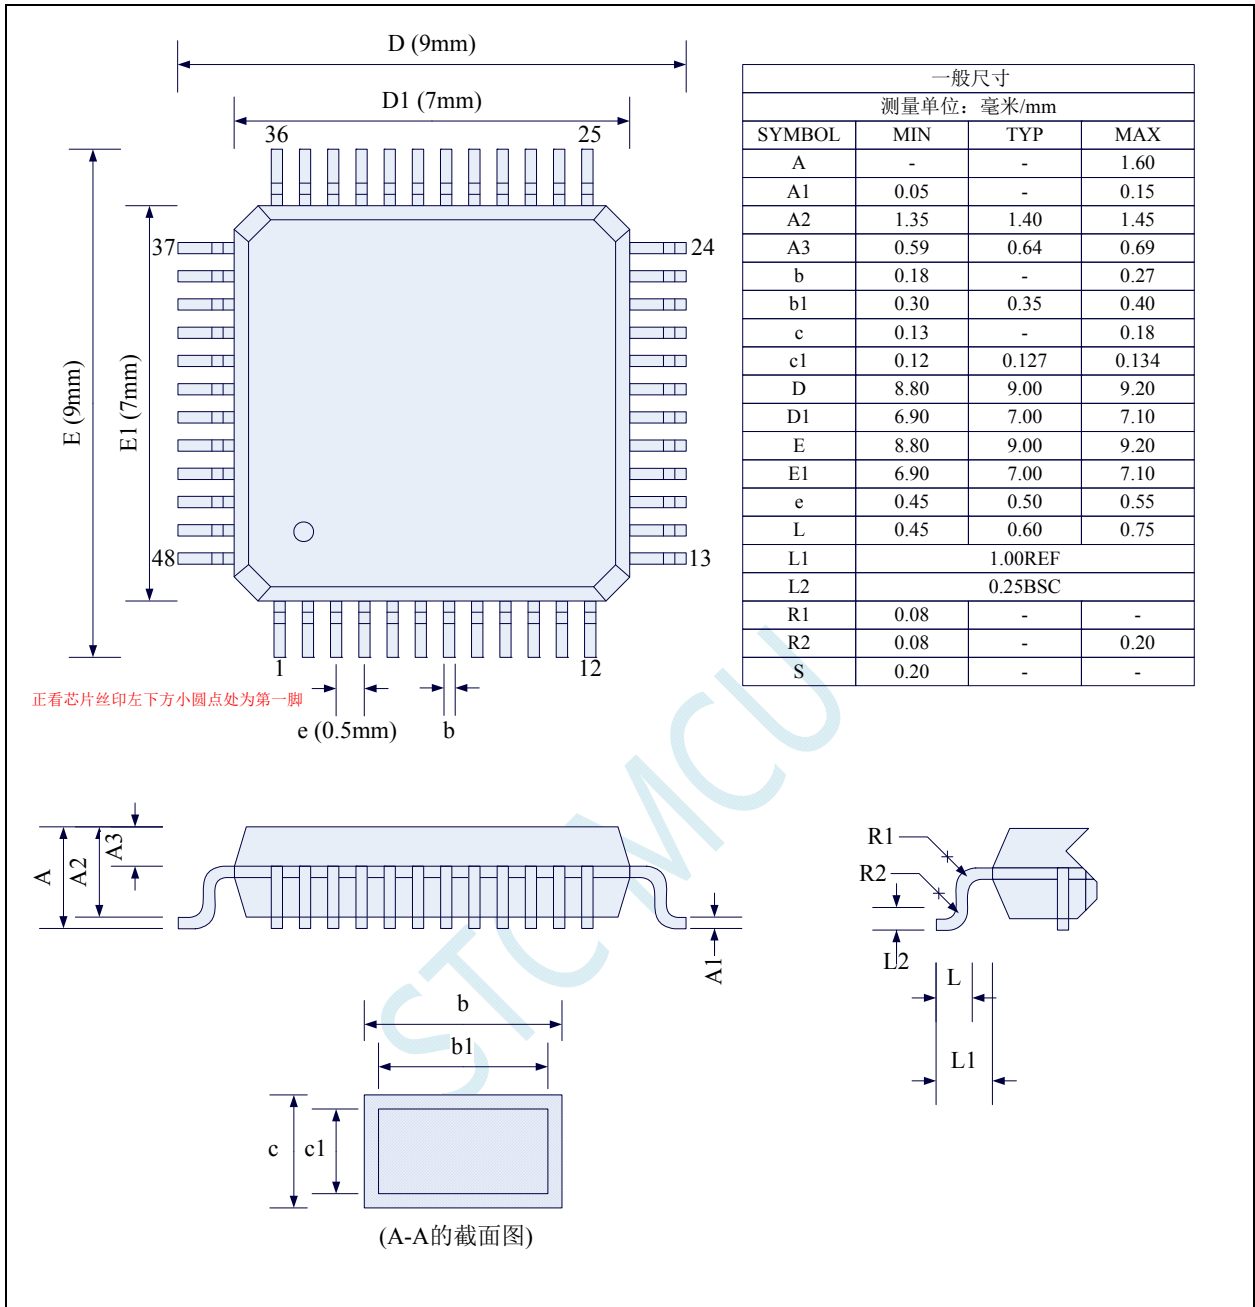 D (9mm)
D1 (7mm)
36
25
37
24
E (9mm)
E1 (7mm)
48
13
1
12
正看芯片丝印左下方小圆点处为第一脚
e (0.5mm)
b
一般尺寸
测量单位：毫米/mm
SYMBOL MIN TYP MAX
A - - 1.60
A1 0.05 - 0.15
A2 1.35 1.40 1.45
A3 0.59 0.64 0.69
b 0.18 - 0.27
b1 0.30 0.35 0.40
c 0.13 - 0.18
c1 0.12 0.127 0.134
D 8.80 9.00 9.20
D1 6.90 7.00 7.10
E 8.80 9.00 9.20
E1 6.90 7.00 7.10
e 0.45 0.50 0.55
L 0.45 0.60 0.75
L1 1.00REF
L2 0.25BSC
R1 0.08 - -
R2 0.08 - 0.20
S 0.20 - -
A
A2
A3
A1
R1
R2
L2
L
L1
b
b1
c
c1
(A-A的截面图)
STC MCU